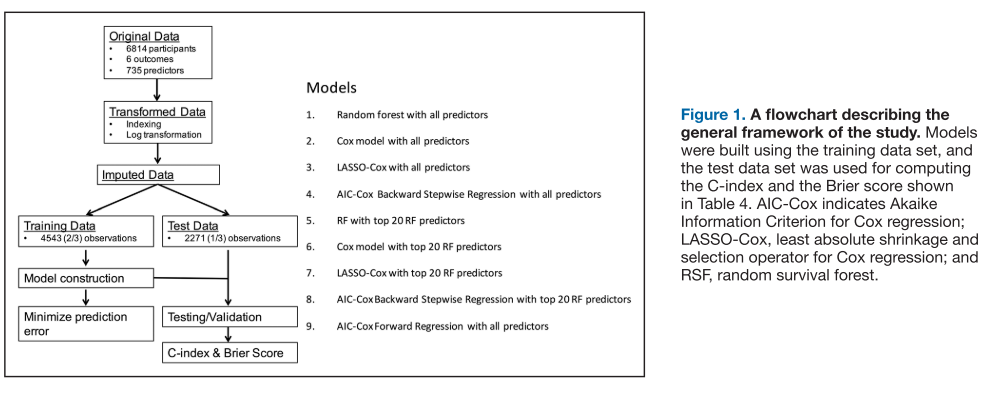 Original Data
• 6814 participants
• 6 outcomes
• 735 predictors
Transformed Data
• Indexing
• Log transformation
Imputed Data
Training Data
• 4543 (2/3) observations
Test Data
• 2271 (1/3) observations
Model construction
Minimize prediction
error
Testing/Validation
C-index & Brier Score
Models
1. Random forest with all predictors
2. Cox model with all predictors
3. LASSO-Cox with all predictors
4. AIC-Cox Backward Stepwise Regression with all predictors
5. RF with top 20 RF predictors
6. Cox model with top 20 RF predictors
7. LASSO-Cox with top 20 RF predictors
8. AIC-Cox Backward Stepwise Regression with top 20 RF predictors
9. AIC-Cox Forward Regression with all predictors
Figure 1. A flowchart describing the
general framework of the study. Models
were built using the training data set, and
the test data set was used for computing
the C-index and the Brier score shown
in Table 4. AIC-Cox indicates Akaike
Information Criterion for Cox regression;
LASSO-Cox, least absolute shrinkage and
selection operator for Cox regression; and
RSF, random survival forest.